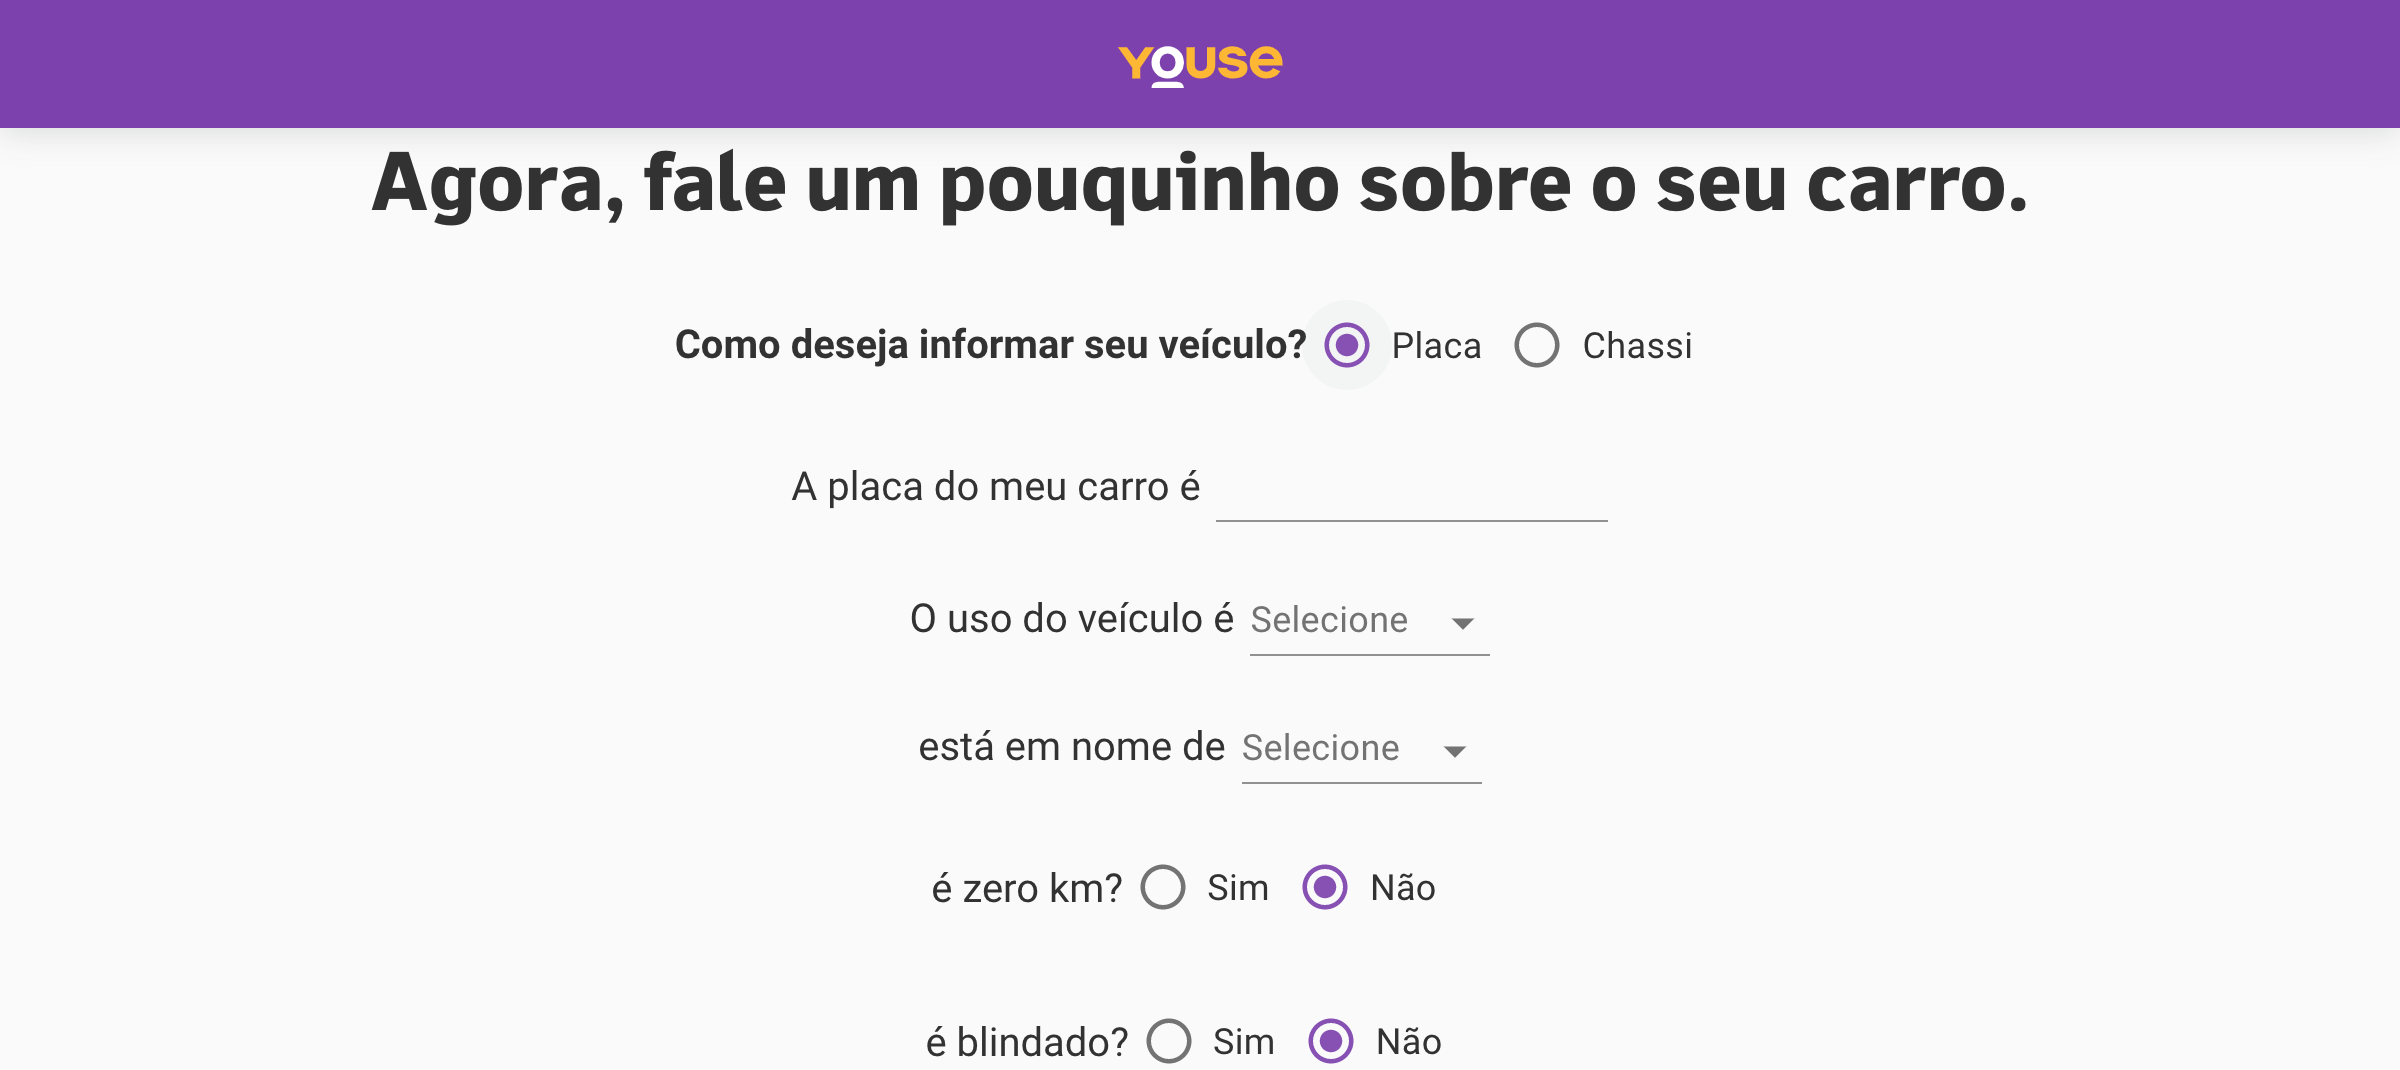 YOUSE
Agora, fale um pouquinho sobre o seu carro.
Como deseja informar seu veículo? Placa Chassi
A placa do meu carro é
O uso do veículo é Selecione
está em nome de Selecione
é zero km? Sim Não
é blindado? Sim Não